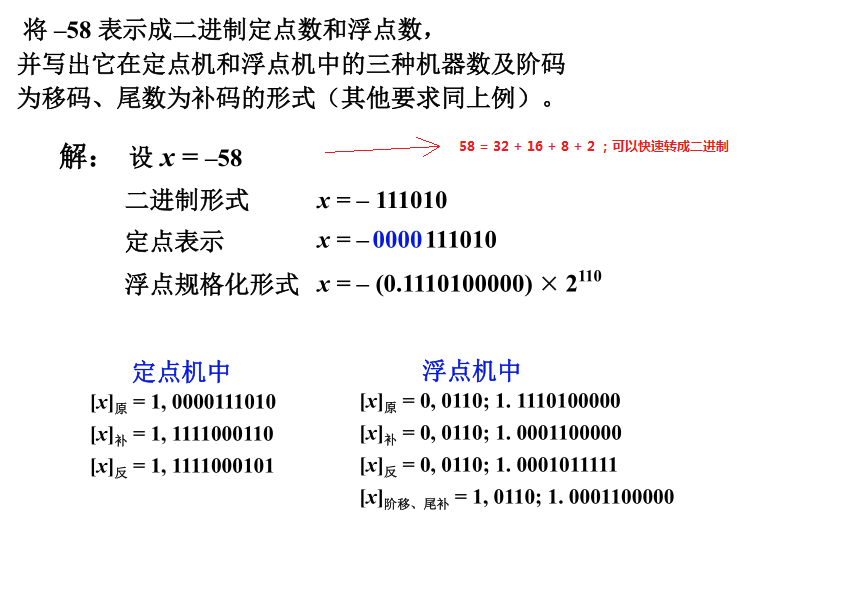 将 –58 表示成二进制定点数和浮点数，
并写出它在定点机和浮点机中的三种机器数及阶码
为移码、尾数为补码的形式（其他要求同上例）。
解： 设 x = –58
58 = 32 + 16 + 8 + 2 ；可以快速转成二进制
二进制形式 x = – 111010
定点表示 x = – 0000 111010
浮点规格化形式 x = – (0.1110100000) × 2^110
定点机中
[x]原 = 1, 0000111010
[x]补 = 1, 1111000110
[x]反 = 1, 1111000101
浮点机中
[x]原 = 0, 0110; 1. 1110100000
[x]补 = 0, 0110; 1. 0001100000
[x]反 = 0, 0110; 1. 0001011111
[x]阶移、尾补 = 1, 0110; 1. 0001100000